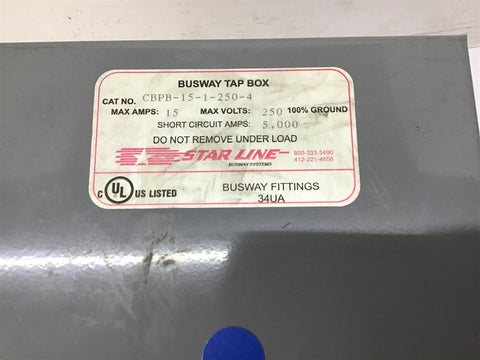 BUSWAY TAP BOX
CAT NO. CBPB-15-1-250-4
MAX AMPS: 15 MAX VOLTS: 250 100% GROUND
SHORT CIRCUIT AMPS: 5,000
DO NOT REMOVE UNDER LOAD
STAR LINE 800-333-3490
BUSWAY SYSTEMS 412-221-4656
C UL US LISTED BUSWAY FITTINGS
34UA